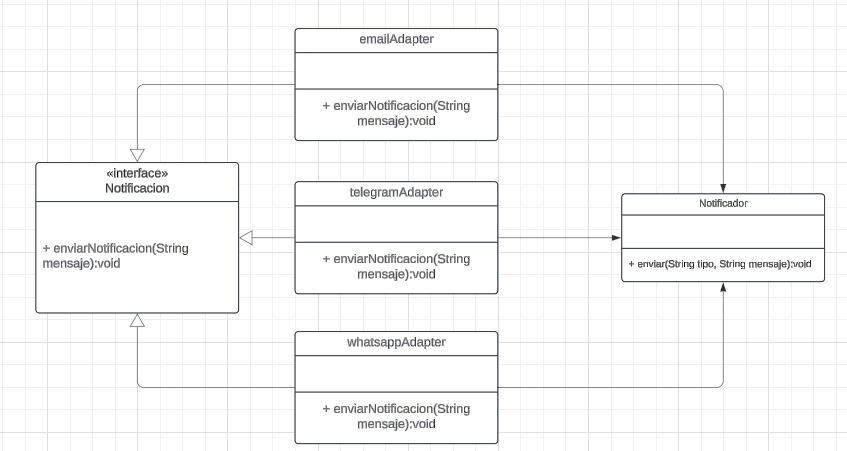 emailAdapter
+ enviarNotificacion(String
mensaje):void
«interface»
Notificacion
+ enviarNotificacion(String
mensaje):void
telegramAdapter
+ enviarNotificacion(String
mensaje):void
Notificador
+ enviar(String tipo, String mensaje):void
whatsappAdapter
+ enviarNotificacion(String
mensaje):void